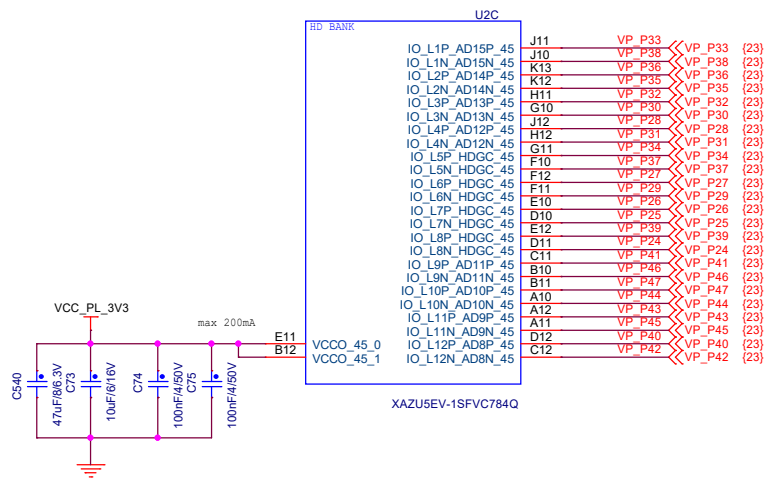 U2C
HD BANK
IO_L1P_AD15P_45 J11 VP_P33 VP_P33 {23}
IO_L1N_AD15N_45 J10 VP_P38 VP_P38 {23}
IO_L2P_AD14P_45 K13 VP_P36 VP_P36 {23}
IO_L2N_AD14N_45 K12 VP_P35 VP_P35 {23}
IO_L3P_AD13P_45 H11 VP_P32 VP_P32 {23}
IO_L3N_AD13N_45 G10 VP_P30 VP_P30 {23}
IO_L4P_AD12P_45 J12 VP_P28 VP_P28 {23}
IO_L4N_AD12N_45 H12 VP_P31 VP_P31 {23}
IO_L5P_HDGC_45 G11 VP_P34 VP_P34 {23}
IO_L5N_HDGC_45 F10 VP_P37 VP_P37 {23}
IO_L6P_HDGC_45 F12 VP_P27 VP_P27 {23}
IO_L6N_HDGC_45 F11 VP_P29 VP_P29 {23}
IO_L7P_HDGC_45 E10 VP_P26 VP_P26 {23}
IO_L7N_HDGC_45 D10 VP_P25 VP_P25 {23}
IO_L8P_HDGC_45 E12 VP_P39 VP_P39 {23}
IO_L8N_HDGC_45 D11 VP_P24 VP_P24 {23}
IO_L9P_AD11P_45 C11 VP_P41 VP_P41 {23}
IO_L9N_AD11N_45 B10 VP_P46 VP_P46 {23}
IO_L10P_AD10P_45 B11 VP_P47 VP_P47 {23}
IO_L10N_AD10N_45 A10 VP_P44 VP_P44 {23}
IO_L11P_AD9P_45 A12 VP_P43 VP_P43 {23}
IO_L11N_AD9N_45 A11 VP_P45 VP_P45 {23}
IO_L12P_AD8P_45 D12 VP_P40 VP_P40 {23}
IO_L12N_AD8N_45 C12 VP_P42 VP_P42 {23}
VCC_PL_3V3
max 200mA
E11 VCCO_45_0
B12 VCCO_45_1
C540
47uF/8/6.3V
C73
10uF/6/16V
C74
100nF/4/50V
C75
100nF/4/50V
XAZU5EV-1SFVC784Q